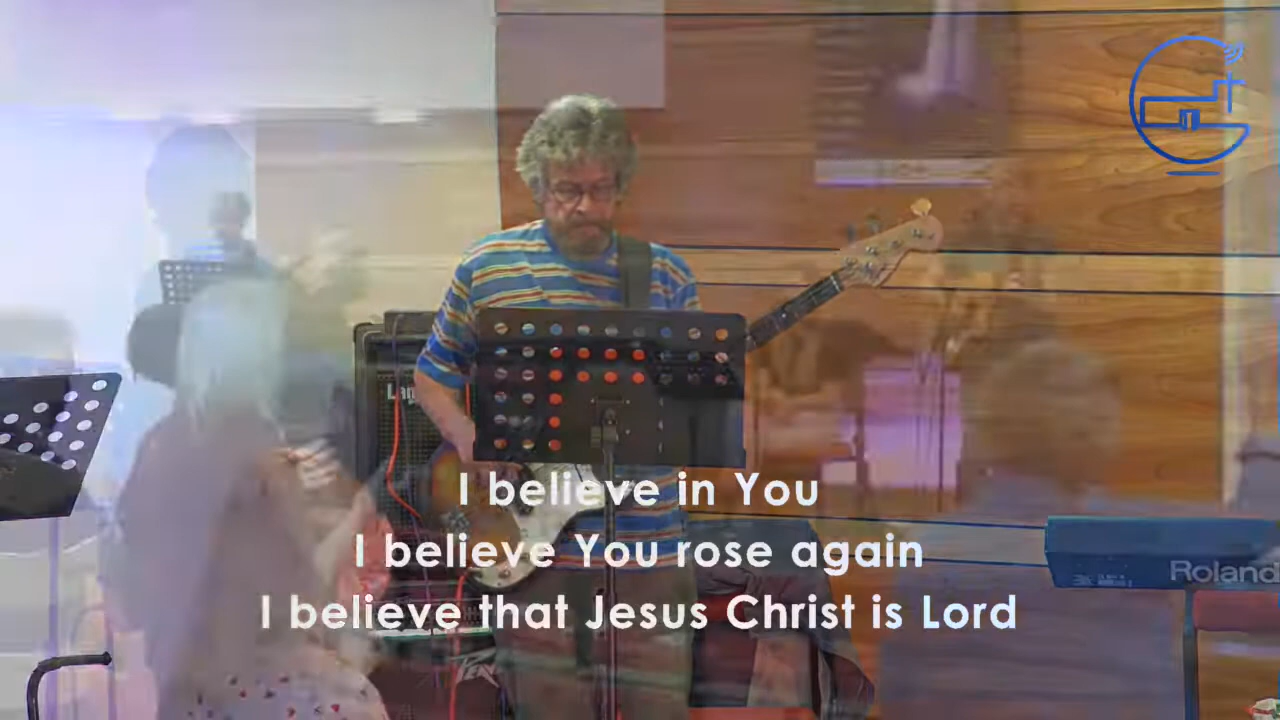 I believe in You
I believe You rose again
I believe that Jesus Christ is Lord
Roland